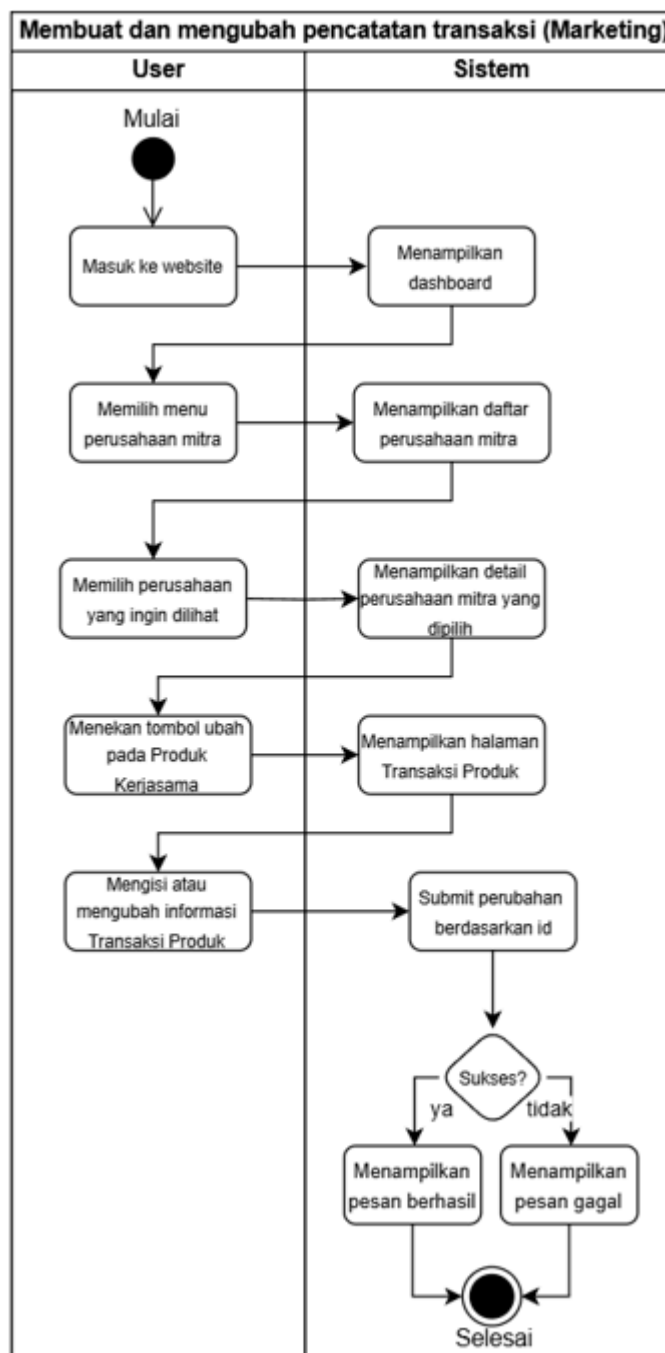 Membuat dan mengubah pencatatan transaksi (Marketing)
User
Sistem
Mulai
Masuk ke website
Menampilkan
dashboard
Memilih menu
perusahaan mitra
Menampilkan daftar
perusahaan mitra
Memilih perusahaan
yang ingin dilihat
Menampilkan detail
perusahaan mitra yang
dipilih
Menekan tombol ubah
pada Produk
Kerjasama
Menampilkan halaman
Transaksi Produk
Mengisi atau
mengubah informasi
Transaksi Produk
Submit perubahan
berdasarkan id
Sukses?
ya
tidak
Menampilkan
pesan berhasil
Menampilkan
pesan gagal
Selesai